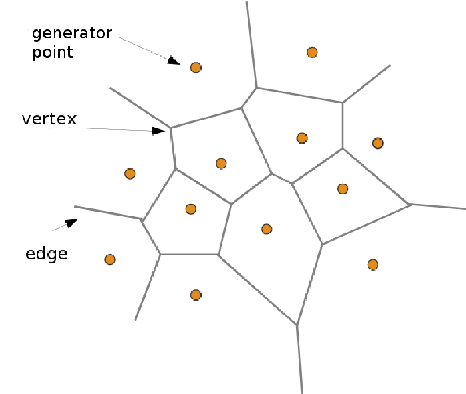 generator
point
vertex
edge